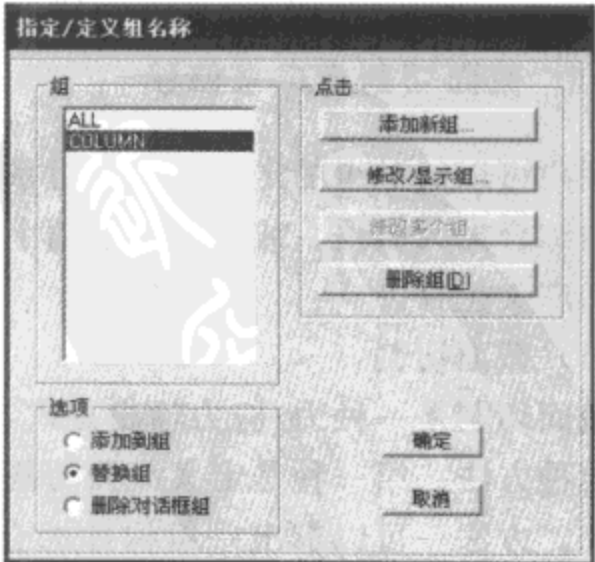 指定/定义组名称
组
ALL
COLUMN
点击
添加新组...
修改/显示组...
修改多个组
删除组(D)
选项
添加到组
替换组
删除对话框组
确定
取消